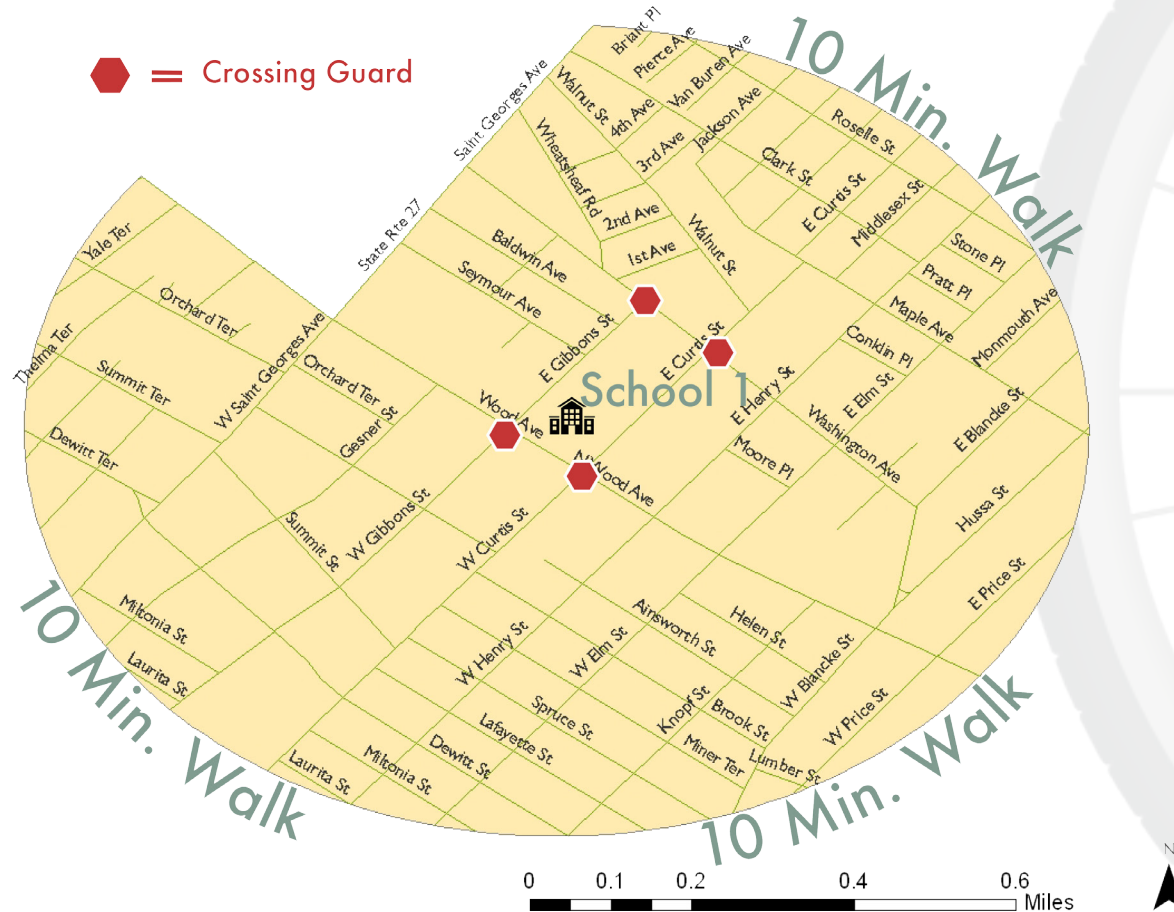 Crossing Guard
10 Min. Walk
Briant Pl
Pierce Ave
Van Buren Ave
Saint Georges Ave
Walnut St
4th Ave
Jackson Ave
3rd Ave
Roselle St
Wheatsheaf Rd
Clark St
E Curtis St
Middlesex St
2nd Ave
1st Ave
Walnut St
State Rte 27
Yale Ter
Baldwin Ave
Seymour Ave
Stone Pl
Pratt Pl
Orchard Ter
Maple Ave
Monmouth Ave
Thelma Ter
W Saint Georges Ave
E Gibbons St
E Curtis St
Conklin Pl
Summit Ter
Orchard Ter
School 1
E Henry St
E Elm St
Gesner St
Wood Ave
Washington Ave
E Blancke St
Dewitt Ter
N Wood Ave
Moore Pl
W Gibbons St
Summit St
W Curtis St
Hussa St
E Price St
10 Min. Walk
Miltonia St
Laurita St
W Henry St
W Elm St
Ainsworth St
Helen St
W Blancke St
Knopf St
Brook St
W Price St
Spruce St
Lafayette St
Dewitt St
Miltonia St
Laurita St
Miner Ter
Lumber St
10 Min. Walk
N
0 0.1 0.2 0.4 0.6
Miles